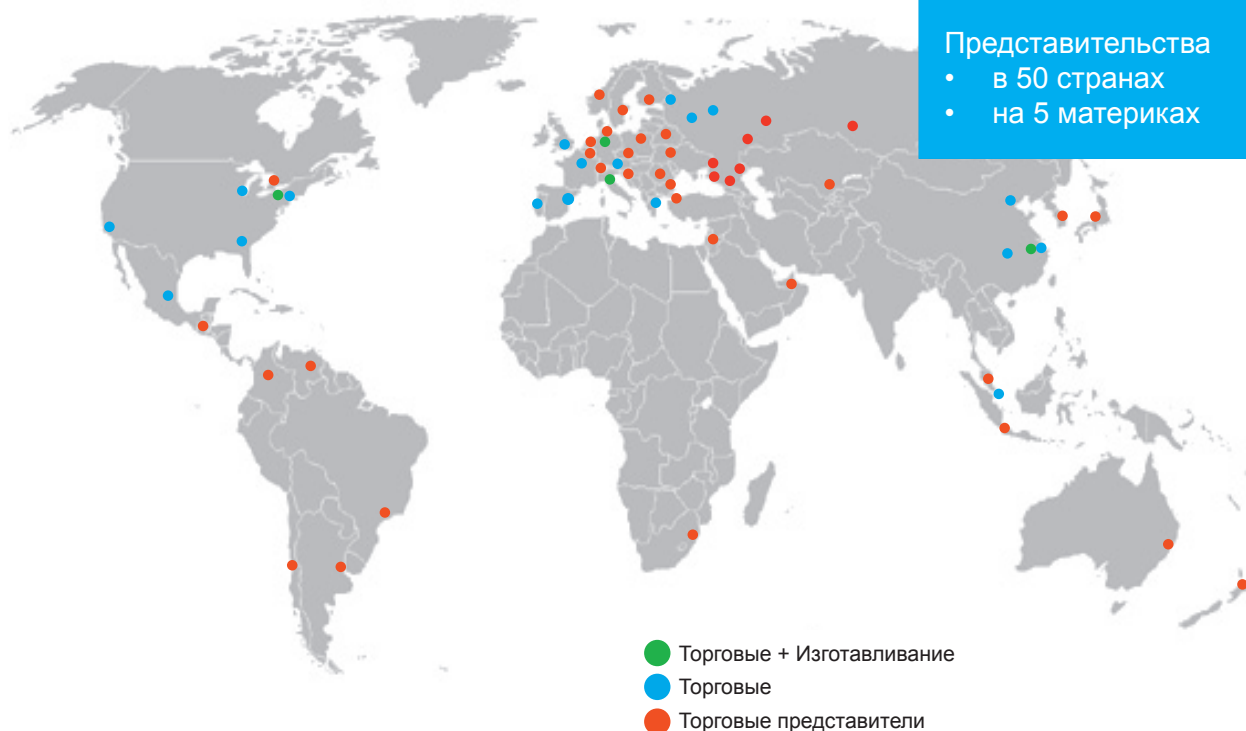 Представительства
• в 50 странах
• на 5 материках
Торговые + Изготавливание
Торговые
Торговые представители